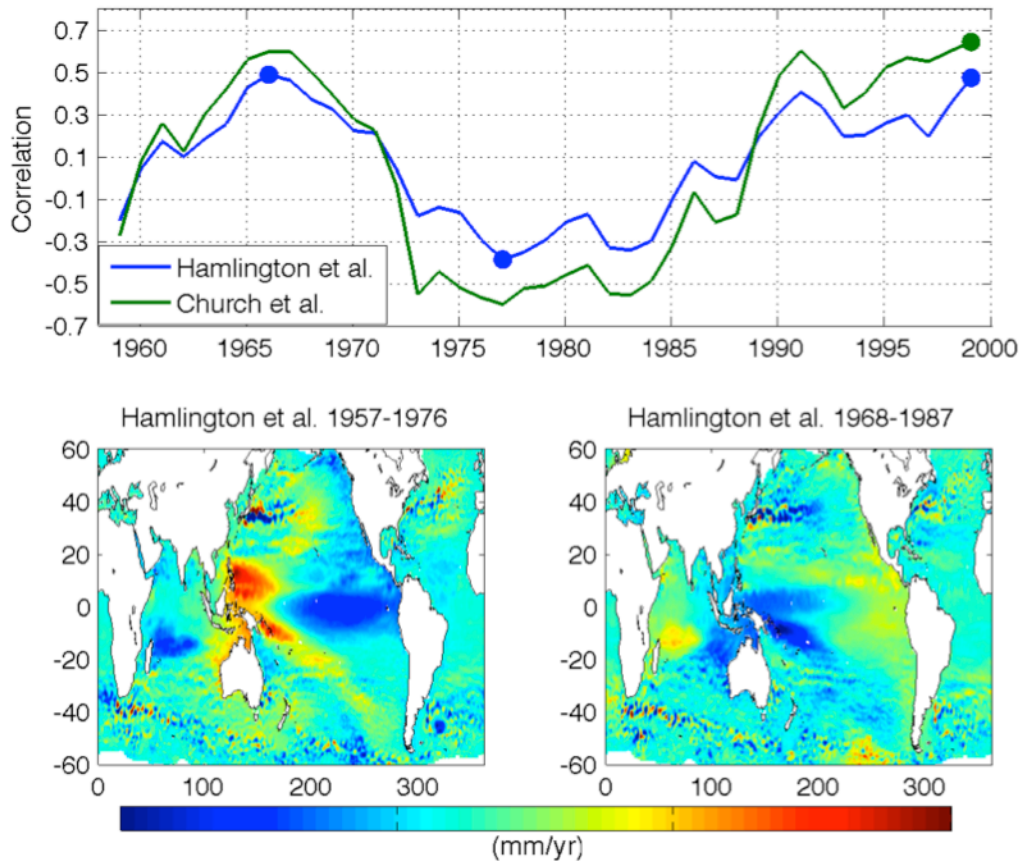 0.7
0.5
0.3
0.1
-0.1
-0.3
-0.5
-0.7
Correlation
Hamlington et al.
Church et al.
1960 1965 1970 1975 1980 1985 1990 1995 2000
Hamlington et al. 1957-1976
60
40
20
0
-20
-40
-60
0 100 200 300
Hamlington et al. 1968-1987
60
40
20
0
-20
-40
-60
0 100 200 300
(mm/yr)